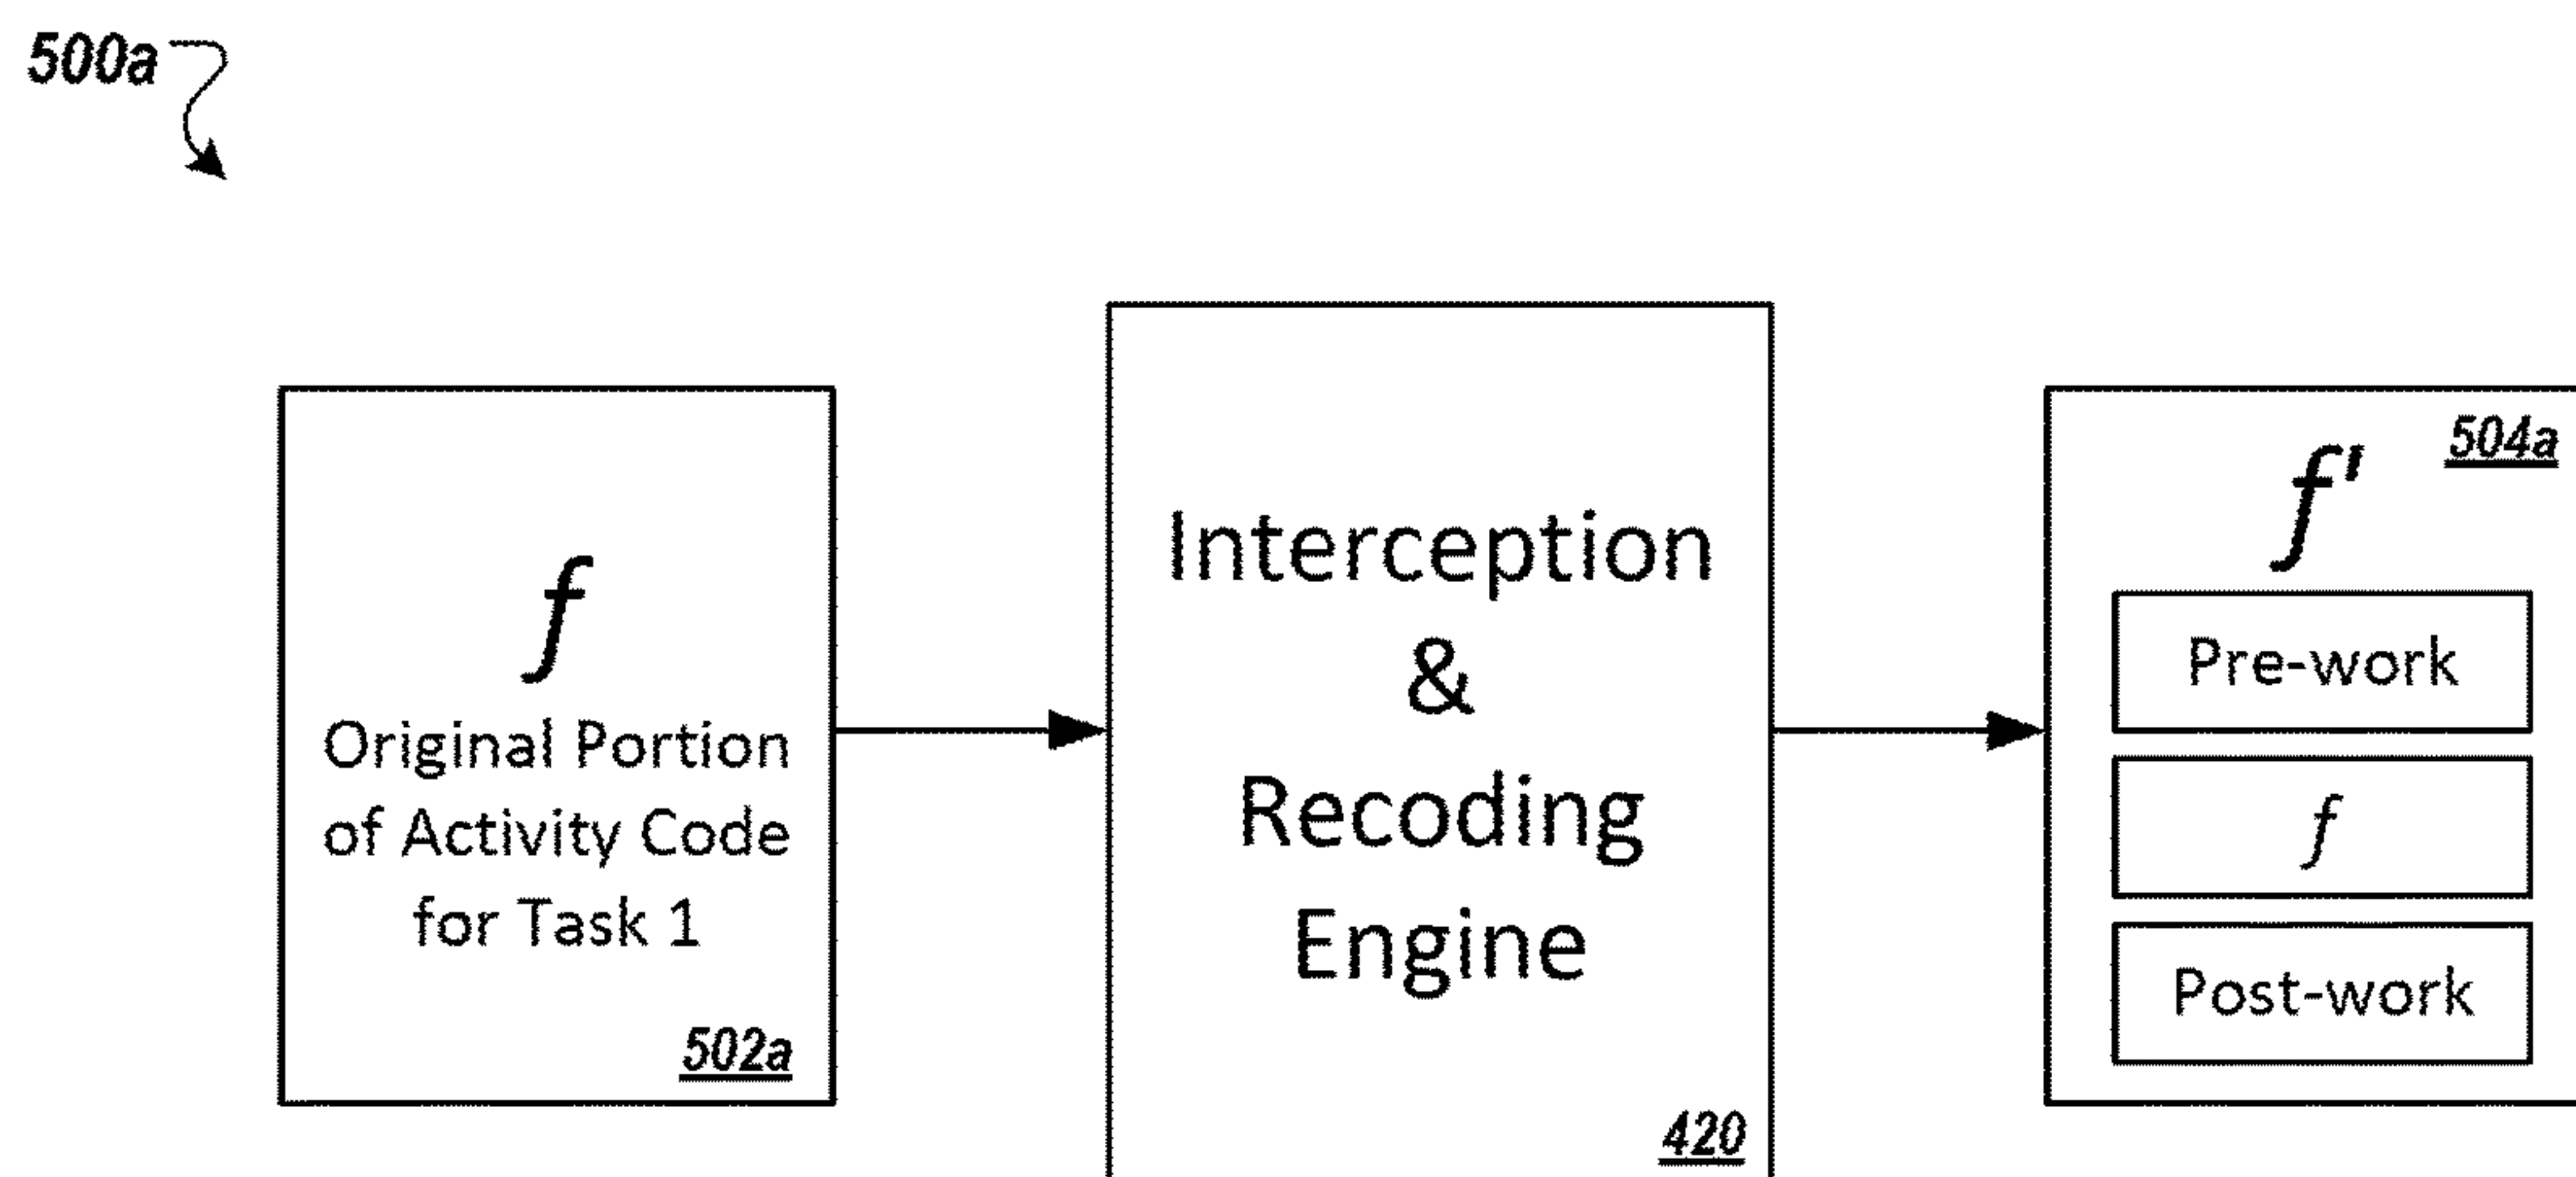 500a
f
Original Portion
of Activity Code
for Task 1
502a
Interception
&
Recoding
Engine
420
504a
f'
Pre-work
f
Post-work